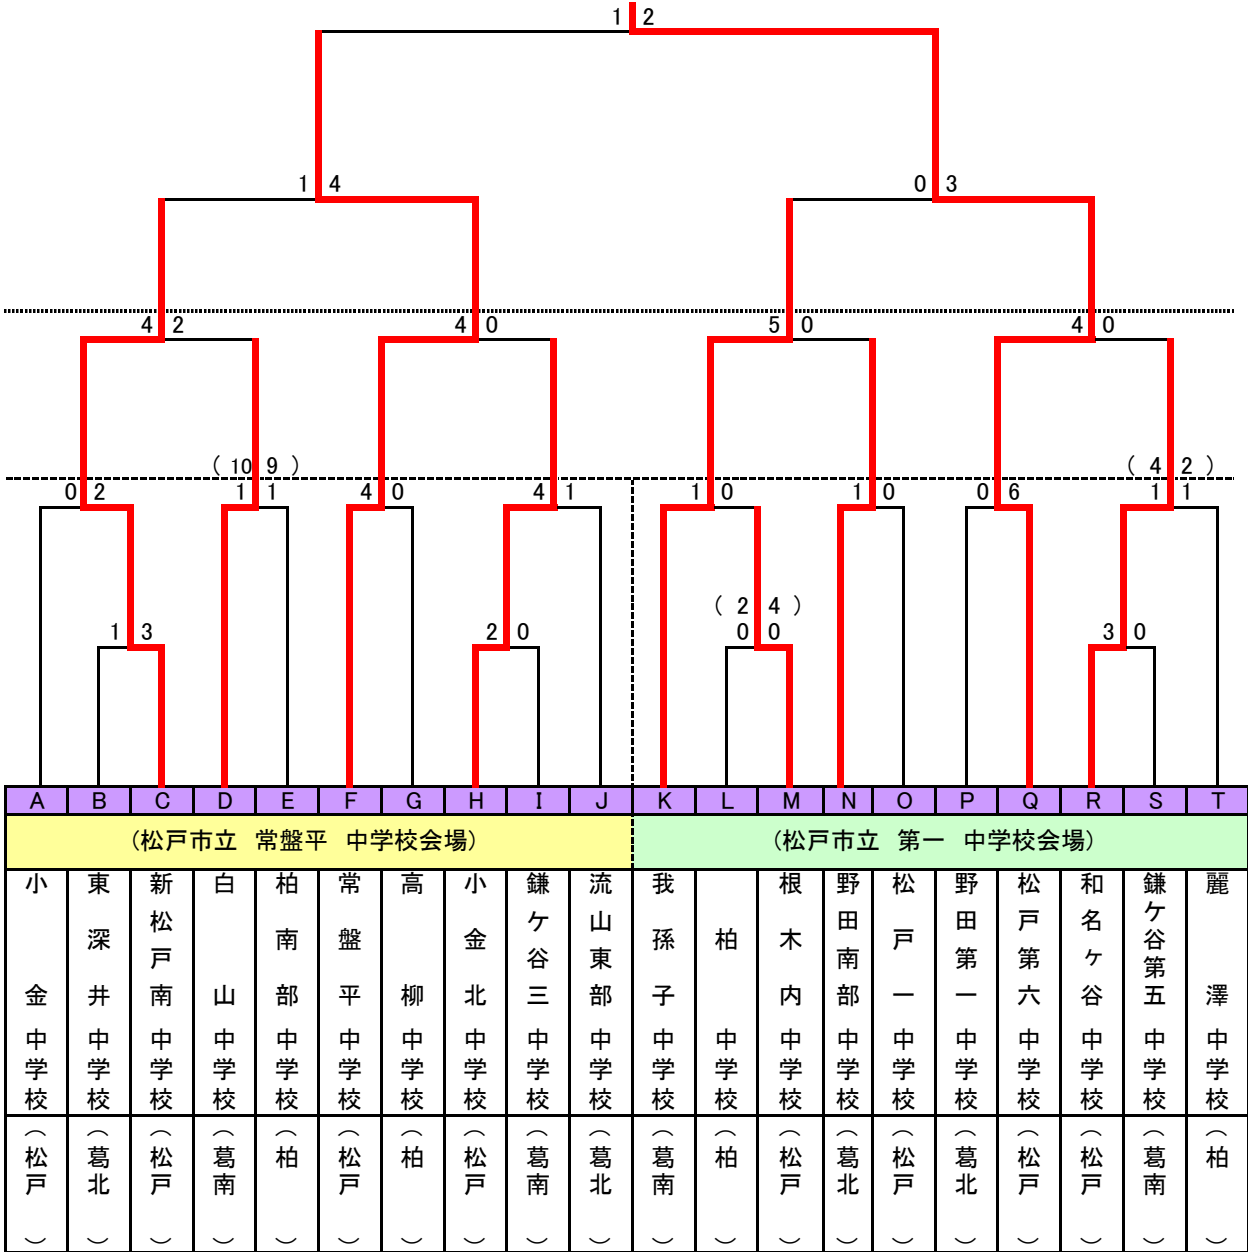 1 2
1 4
0 3
4 2
4 0
5 0
4 0
( 10 9 )
( 4 2 )
0 2
1 1
4 0
4 1
1 0
1 0
0 6
1 1
( 2 4 )
1 3
2 0
0 0
3 0
A B C D E F G H I J K L M N O P Q R S T
(松戸市立 常盤平 中学校会場)
(松戸市立 第一 中学校会場)
小金中学校(松戸)
東深井中学校(葛北)
新松戸南中学校(松戸)
白山中学校(葛南)
柏南部中学校(柏)
常盤平中学校(松戸)
高柳中学校(柏)
小金北中学校(松戸)
鎌ケ谷三中学校(葛南)
流山東部中学校(葛北)
我孫子中学校(葛南)
柏中学校(柏)
根木内中学校(松戸)
野田南部中学校(葛北)
松戸一中学校(松戸)
野田第一中学校(葛北)
松戸第六中学校(松戸)
和名ヶ谷中学校(松戸)
鎌ケ谷第五中学校(葛南)
麗澤中学校(柏)